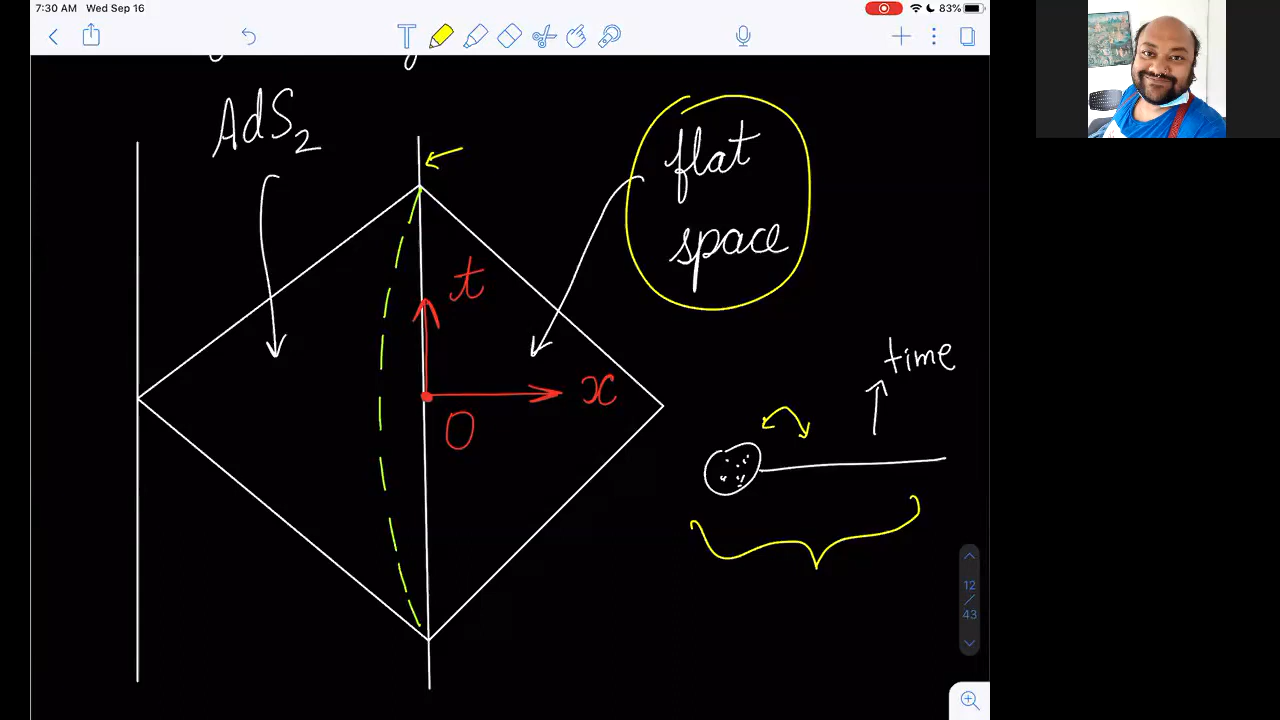 7:30 AM Wed Sep 16
83%
AdS2
flat
space
t
x
O
time
12
/
43